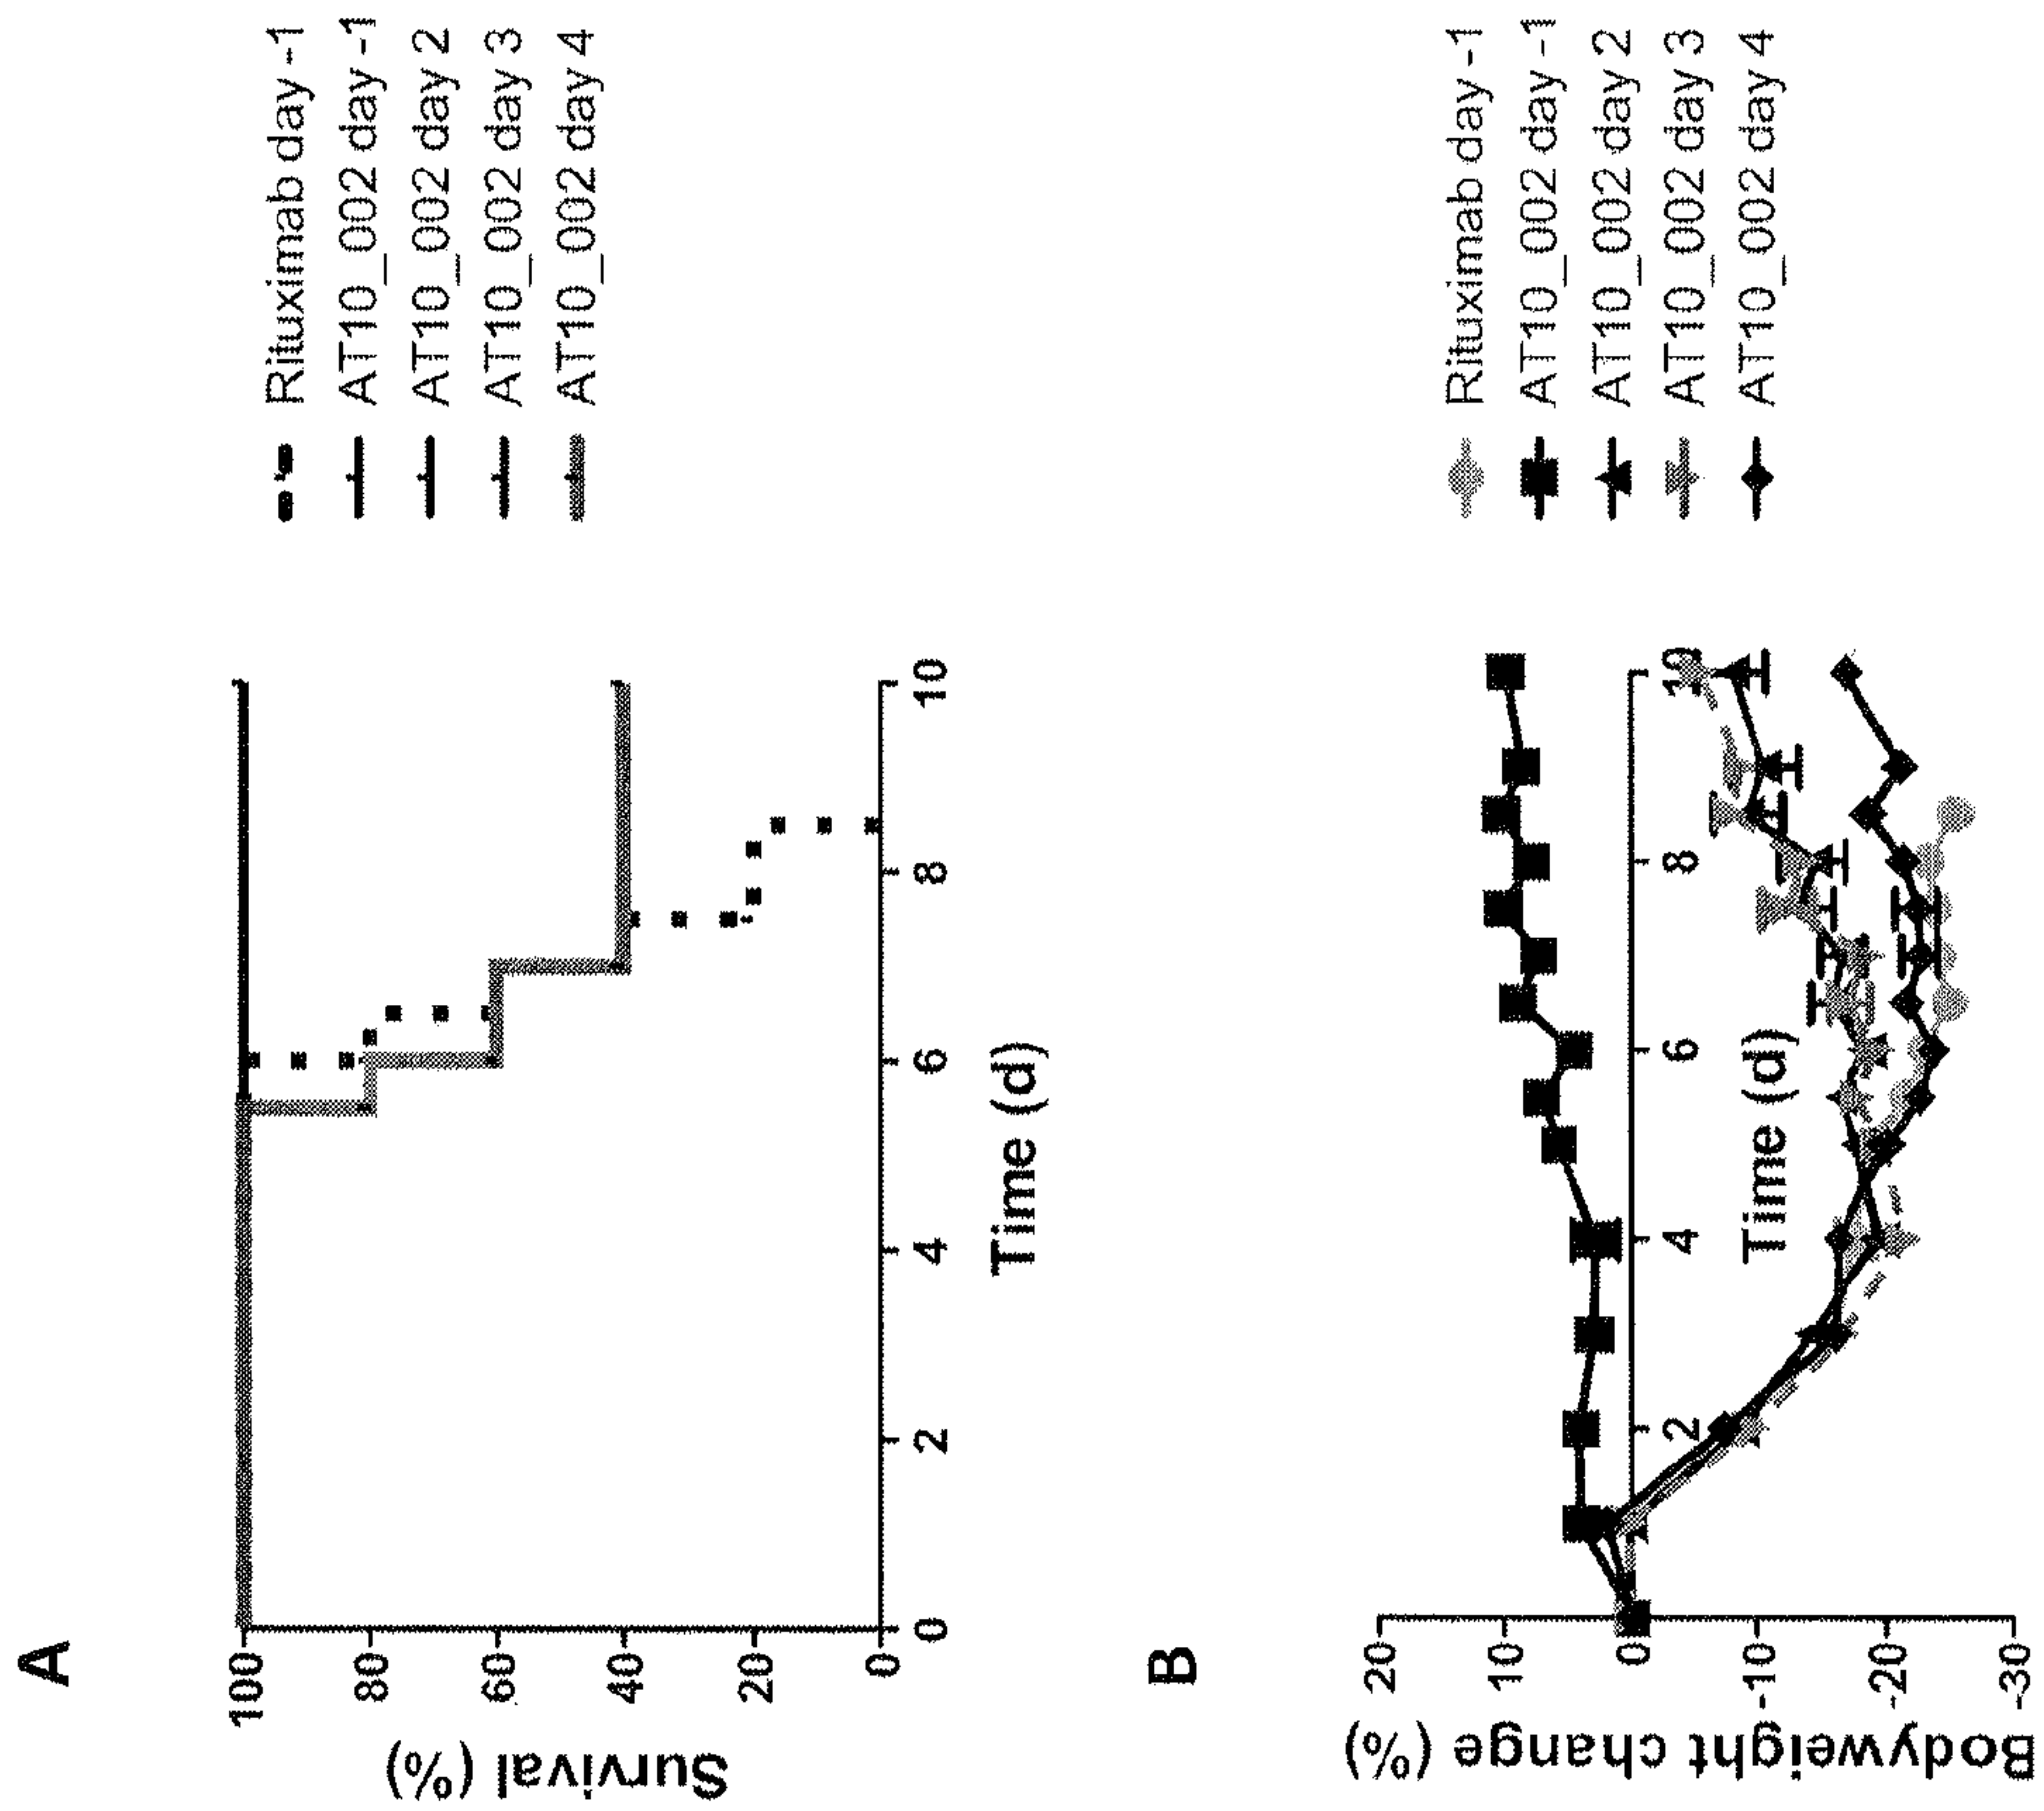 A
Survival (%)
100
80
60
40
20
0
0 2 4 6 8 10
Time (d)
Rituximab day -1
AT10_002 day -1
AT10_002 day 2
AT10_002 day 3
AT10_002 day 4
B
Bodyweight change (%)
20
10
0
-10
-20
-30
2 4 6 8 10
Time (d)
Rituximab day -1
AT10_002 day -1
AT10_002 day 2
AT10_002 day 3
AT10_002 day 4